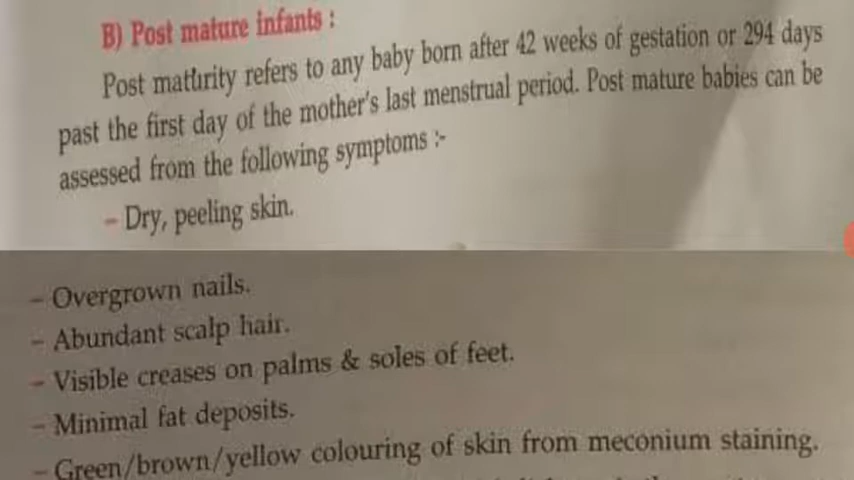 B) Post mature infants :
Post maturity refers to any baby born after 42 weeks of gestation or 294 days
past the first day of the mother's last menstrual period. Post mature babies can be
assessed from the following symptoms :-
– Dry, peeling skin.
– Overgrown nails.
– Abundant scalp hair.
– Visible creases on palms & soles of feet.
– Minimal fat deposits.
– Green/brown/yellow colouring of skin from meconium staining.